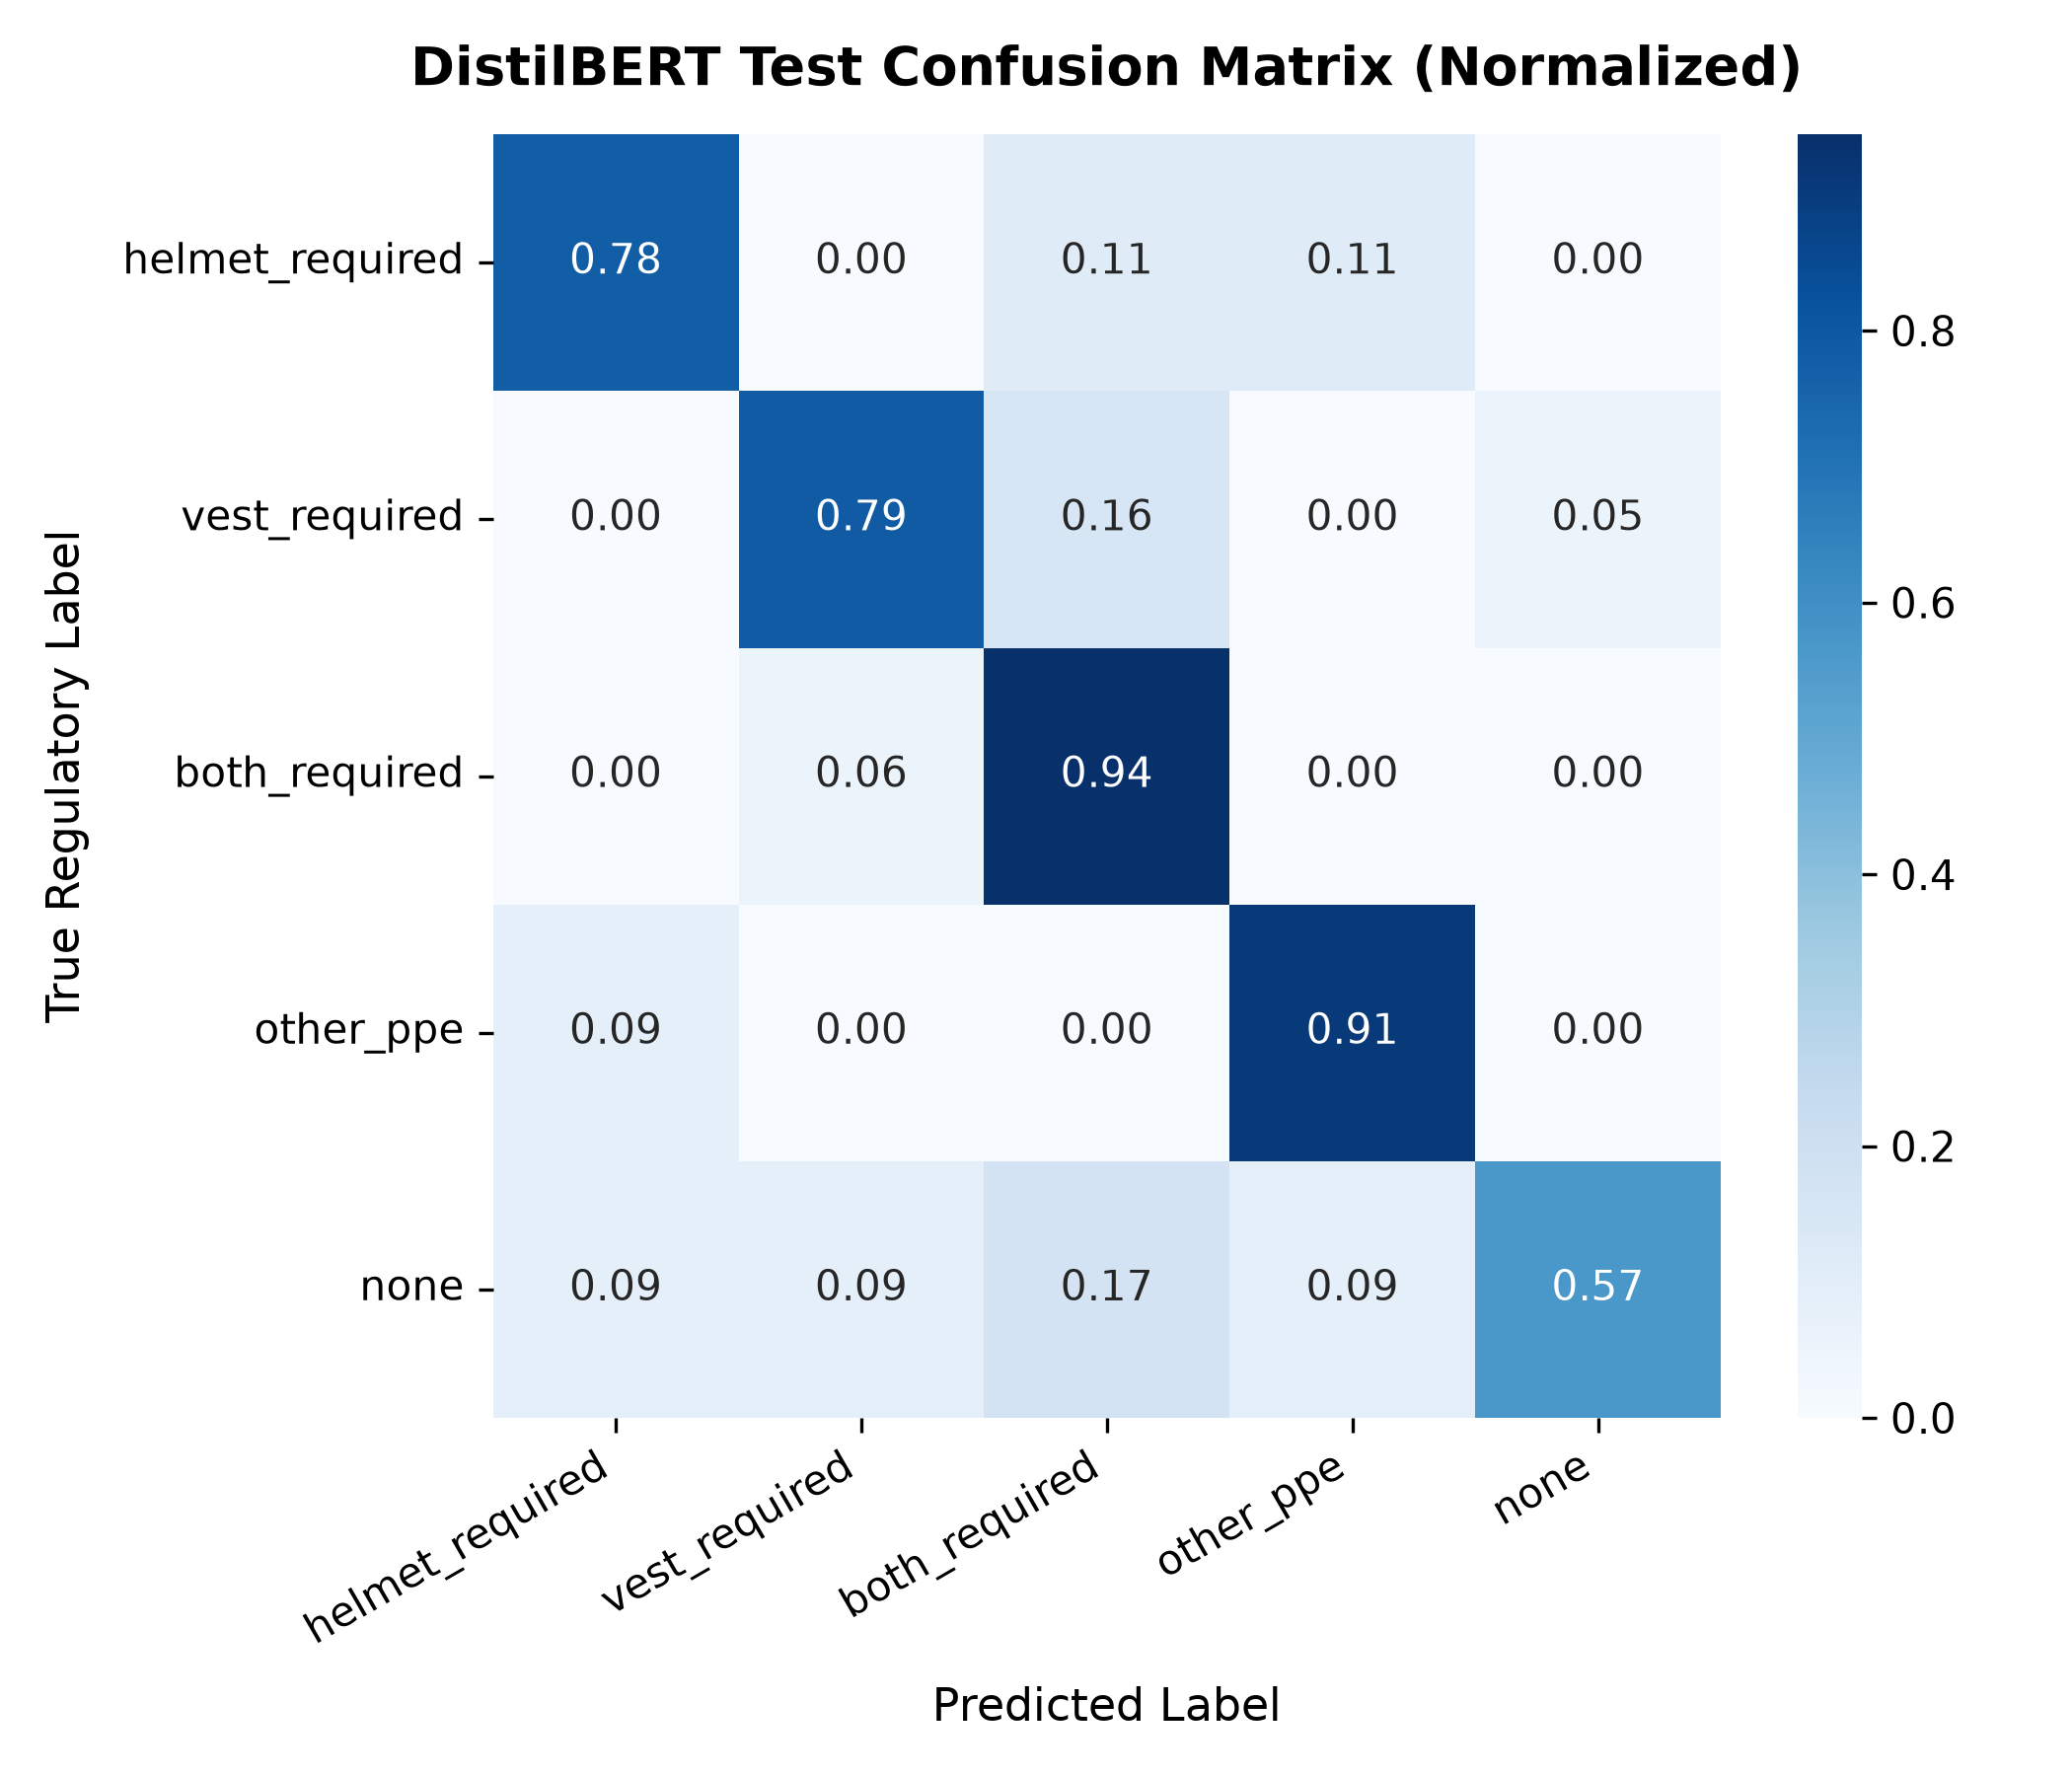 DistilBERT Test Confusion Matrix (Normalized)
True Regulatory Label
helmet_required 0.78 0.00 0.11 0.11 0.00
vest_required 0.00 0.79 0.16 0.00 0.05
both_required 0.00 0.06 0.94 0.00 0.00
other_ppe 0.09 0.00 0.00 0.91 0.00
none 0.09 0.09 0.17 0.09 0.57
helmet_required vest_required both_required other_ppe none
Predicted Label
0.8
0.6
0.4
0.2
0.0